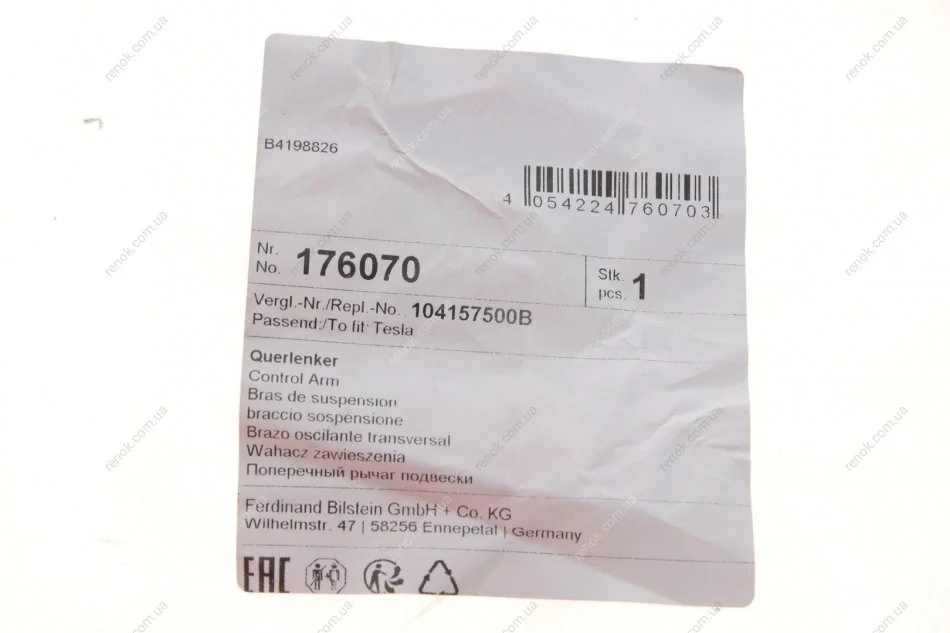 B4198826
4 054224 760703
Nr.
No. 176070
Stk.
pcs. 1
Vergl.-Nr./Repl.-No. 104157500B
Passend:/To fit: Tesla
Querlenker
Control Arm
Bras de suspension
braccio sospensione
Brazo oscilante transversal
Wahacz zawieszenia
Поперечный рычаг подвески
Ferdinand Bilstein GmbH + Co. KG
Wilhelmstr. 47 | 58256 Ennepetal | Germany
EAC
renok.com.ua